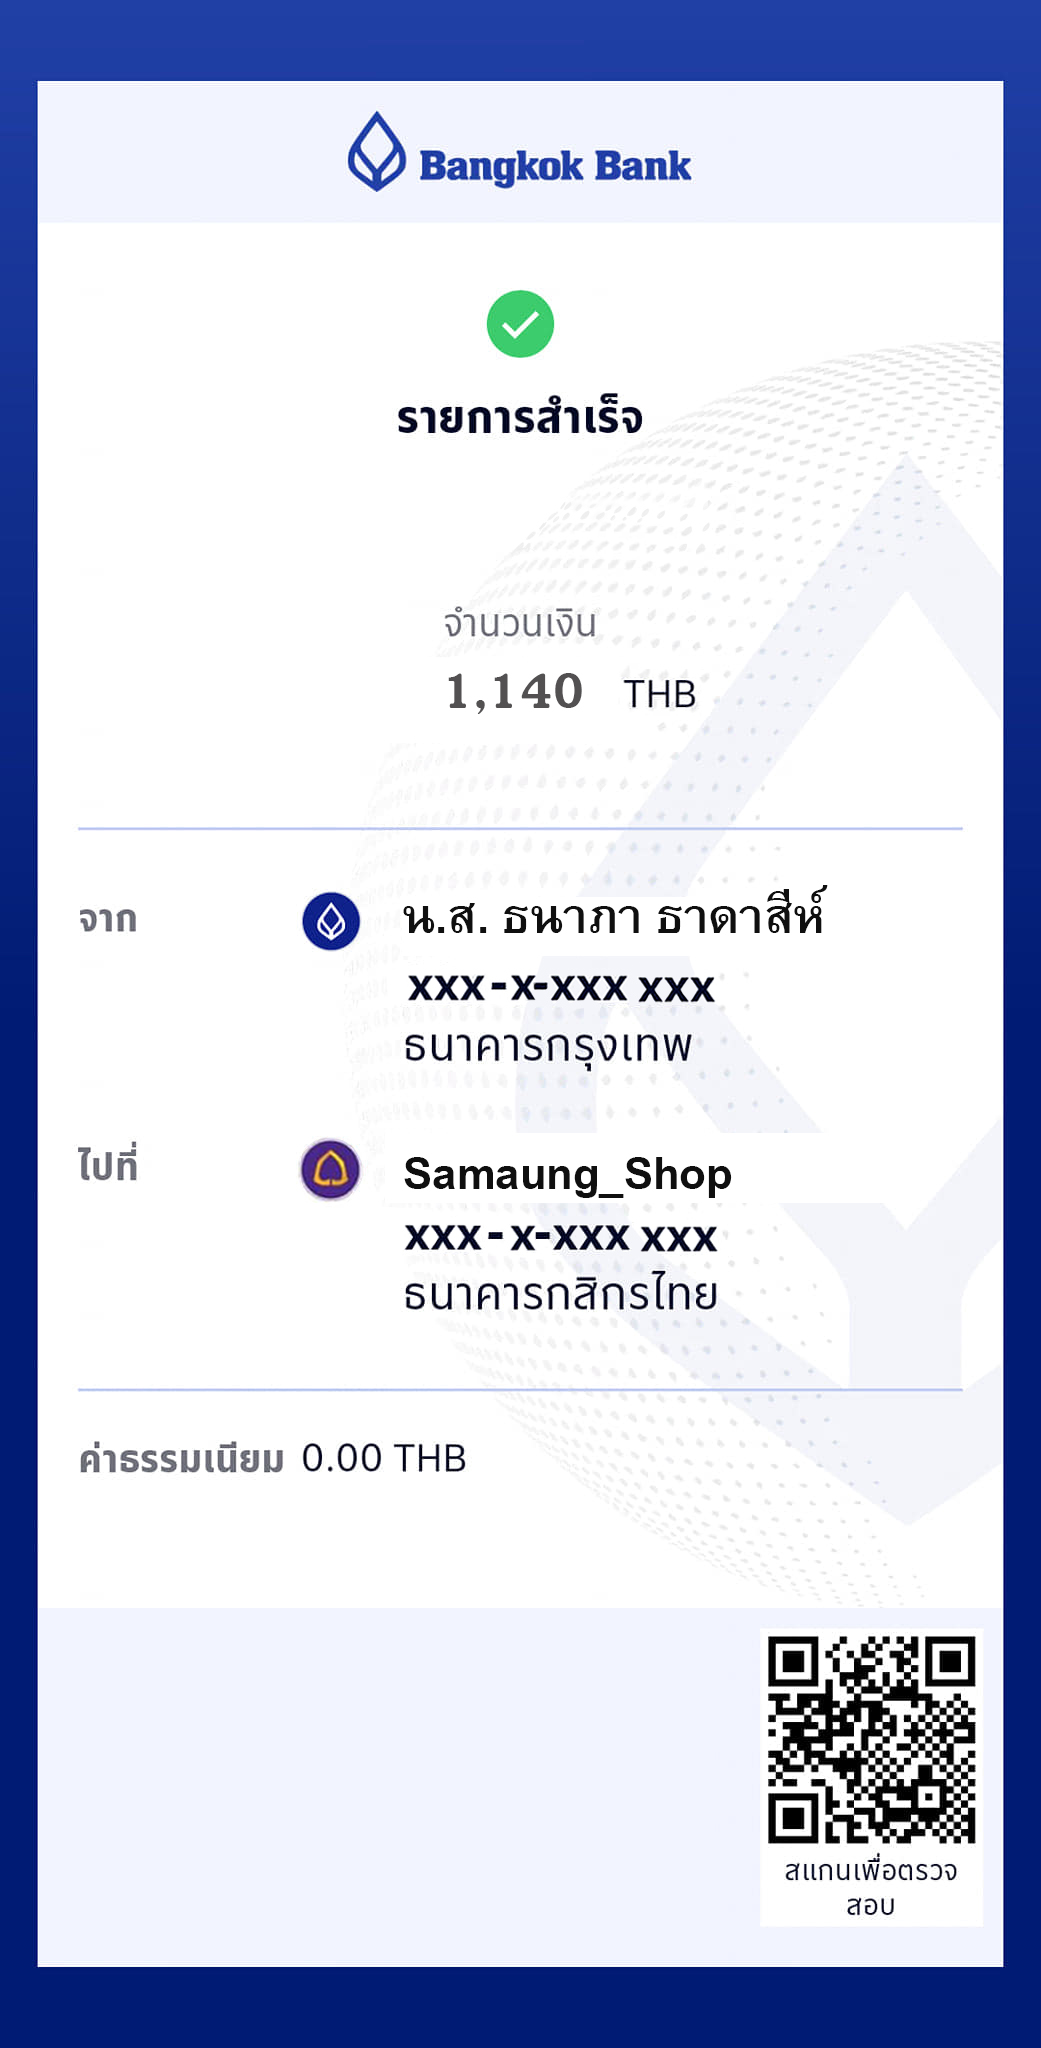 Bangkok Bank
รายการสำเร็จ
จำนวนเงิน
1,140 THB
จาก น.ส. ธนาภา ธาดาสีห์
xxx-x-xxx xxx
ธนาคารกรุงเทพ
ไปที่ Samaung_Shop
xxx-x-xxx xxx
ธนาคารกสิกรไทย
ค่าธรรมเนียม 0.00 THB
สแกนเพื่อตรวจ
สอบ